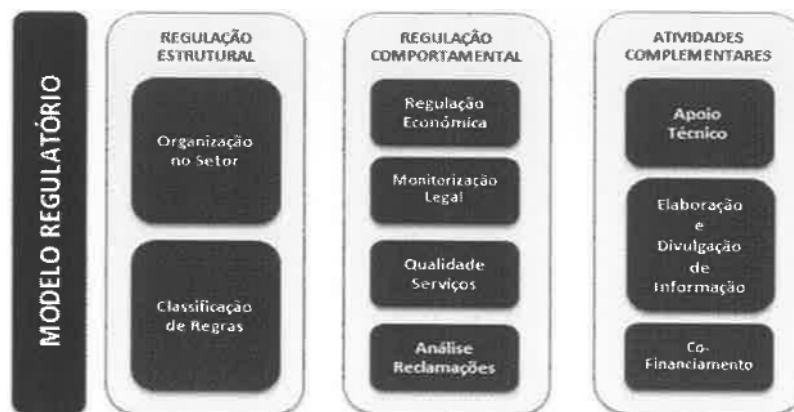 MODELO REGULATÓRIO
REGULAÇÃO
ESTRUTURAL
Organização
no Setor
Classificação
de Regras
REGULAÇÃO
COMPORTAMENTAL
Regulação
Económica
Monitorização
Legal
Qualidade
Serviços
Análise
Reclamações
ATIVIDADES
COMPLEMENTARES
Apoio
Técnico
Elaboração
e
Divulgação
de
Informação
Co-
Financiamento